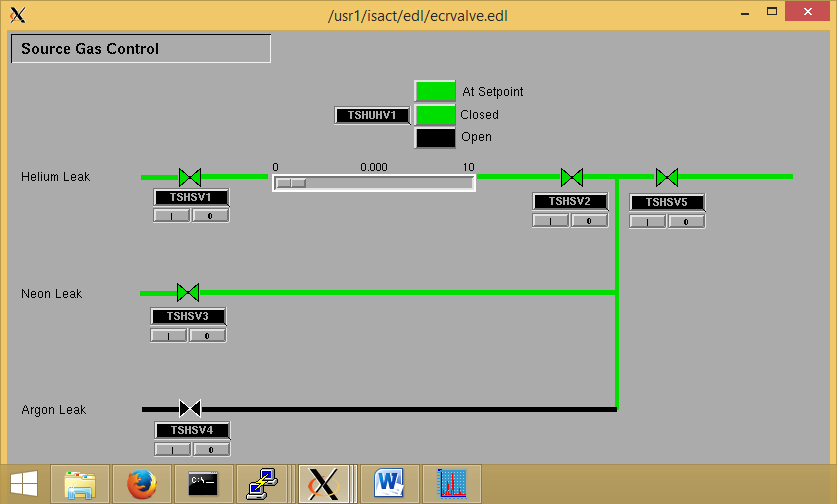 /usr1/isact/edl/ecrvalve.edl
Source Gas Control
At Setpoint
TSHUHV1
Closed
Open
Helium Leak
0
0.000
10
TSHSV1
TSHSV2
TSHSV5
| 0
| 0
| 0
Neon Leak
TSHSV3
| 0
Argon Leak
TSHSV4
| 0
C:\_